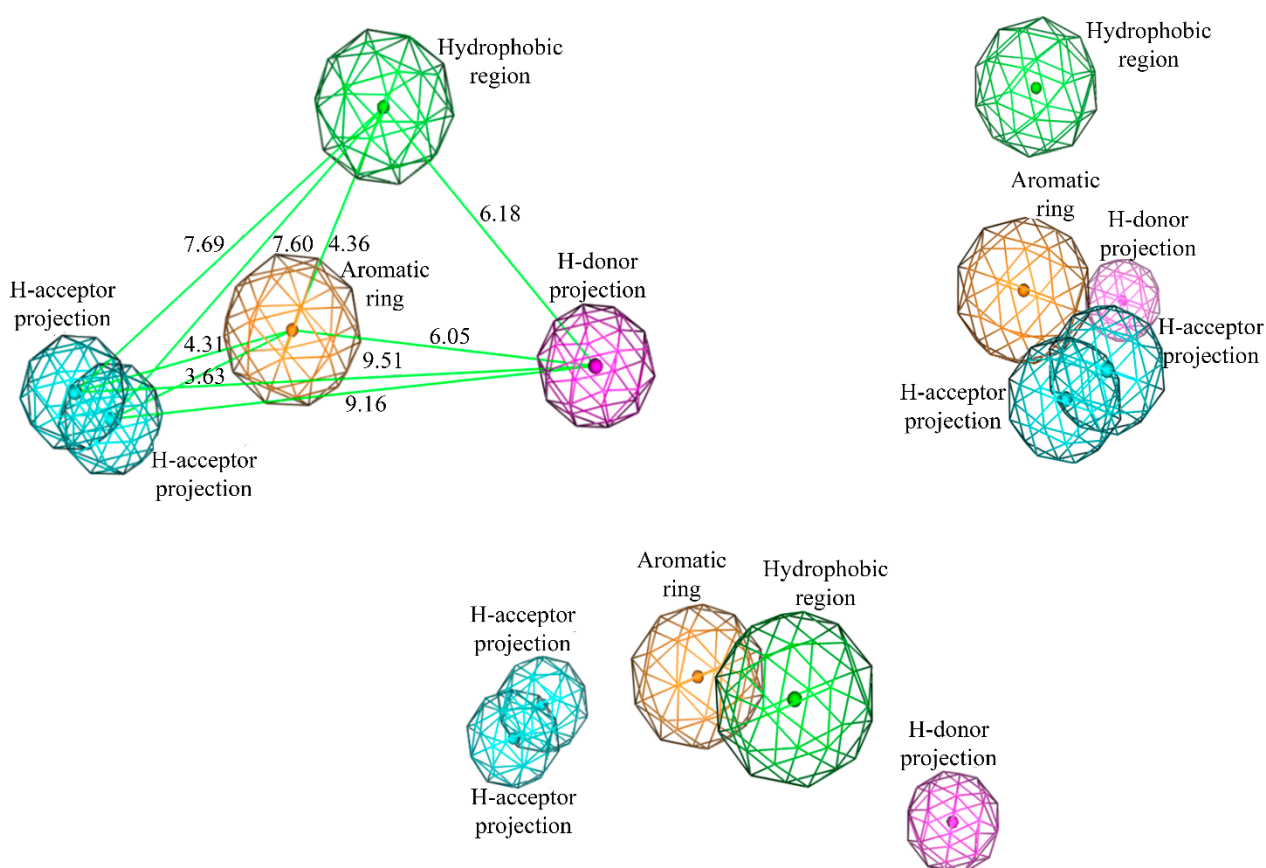 Hydrophobic
region
7.69
7.60
4.36
6.18
Aromatic
ring
H-donor
projection
H-acceptor
projection
4.31
6.05
3.63
9.51
9.16
H-acceptor
projection
Hydrophobic
region
Aromatic
ring
H-donor
projection
H-acceptor
projection
H-acceptor
projection
Aromatic
ring
Hydrophobic
region
H-acceptor
projection
H-donor
projection
H-acceptor
projection